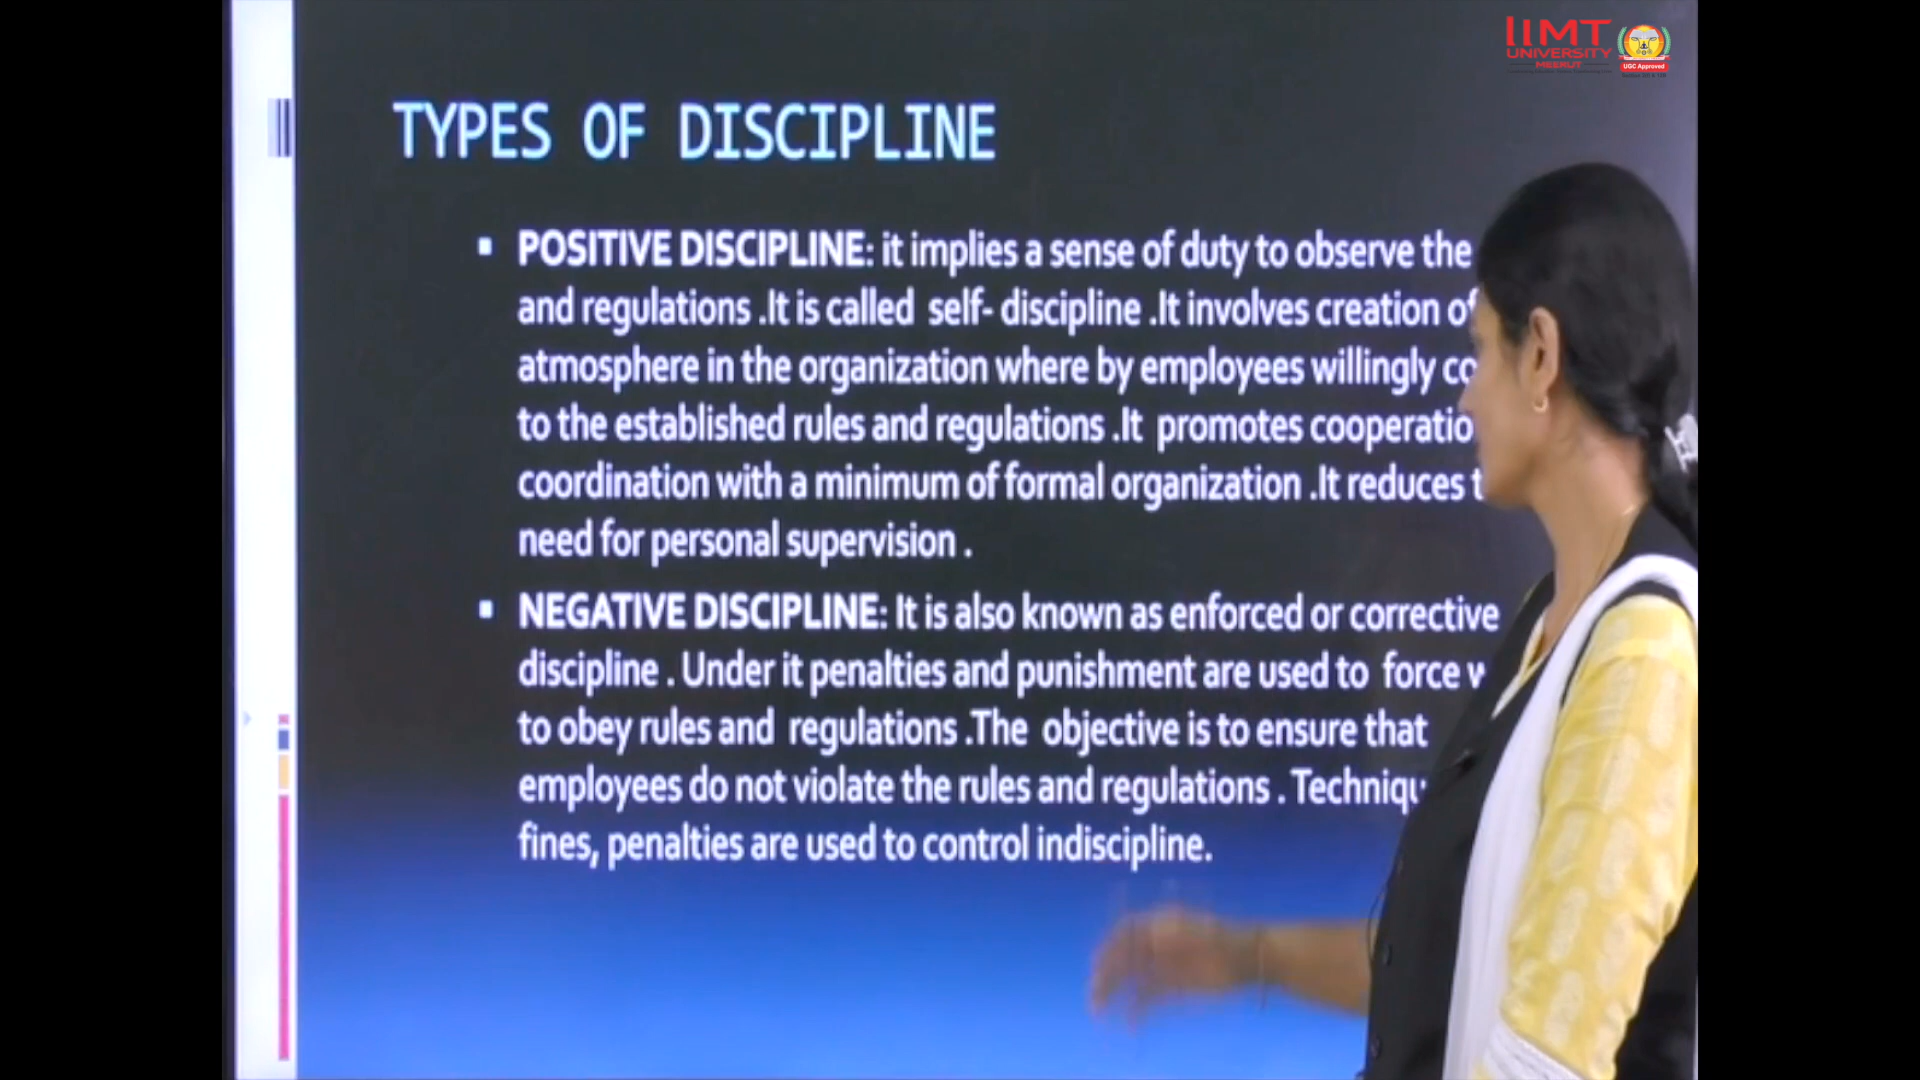 IIMT
UNIVERSITY
MEERUT
UGC Approved
TYPES OF DISCIPLINE
▪ POSITIVE DISCIPLINE: it implies a sense of duty to observe the
and regulations .It is called self- discipline .It involves creation of
atmosphere in the organization where by employees willingly
to the established rules and regulations .It promotes
coordination with a minimum of formal organization .It reduces
need for personal supervision .
▪ NEGATIVE DISCIPLINE: It is also known as enforced or corrective
discipline . Under it penalties and punishment are used to force
to obey rules and regulations .The objective is to ensure that
employees do not violate the rules and regulations .
fines, penalties are used to control indiscipline.